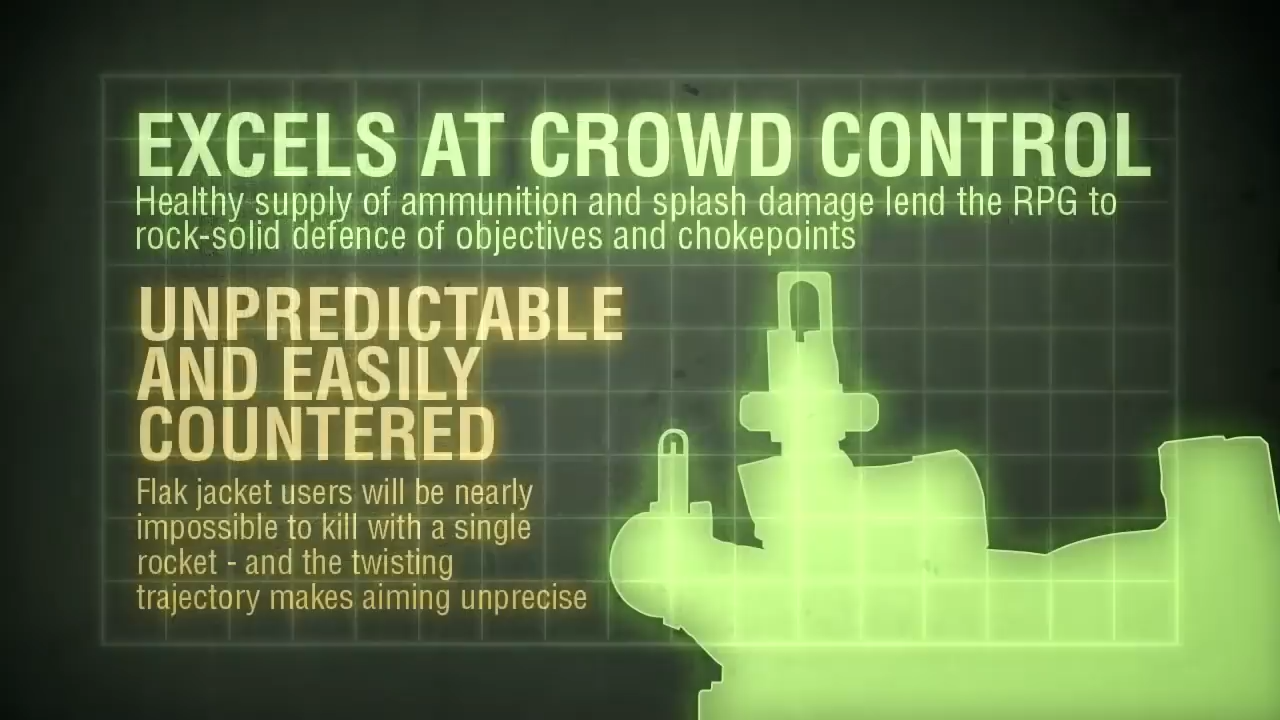 EXCELS AT CROWD CONTROL
Healthy supply of ammunition and splash damage lend the RPG to
rock-solid defence of objectives and chokepoints
UNPREDICTABLE
AND EASILY
COUNTERED
Flak jacket users will be nearly
impossible to kill with a single
rocket - and the twisting
trajectory makes aiming unprecise